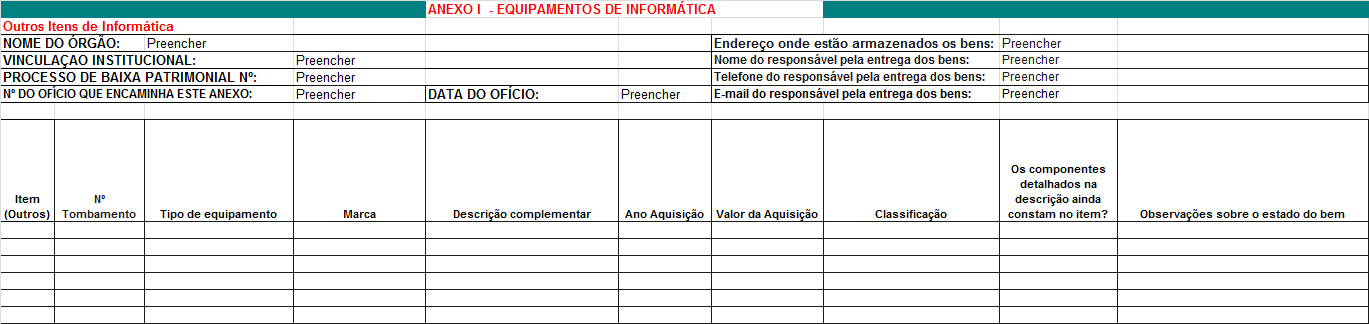 ANEXO I - EQUIPAMENTOS DE INFORMÁTICA
Outros Itens de Informática
NOME DO ÓRGÃO: Preencher Endereço onde estão armazenados os bens: Preencher
VINCULAÇAO INSTITUCIONAL: Preencher Nome do responsável pela entrega dos bens: Preencher
PROCESSO DE BAIXA PATRIMONIAL Nº: Preencher Telefone do responsável pela entrega dos bens: Preencher
Nº DO OFÍCIO QUE ENCAMINHA ESTE ANEXO: Preencher DATA DO OFÍCIO: Preencher E-mail do responsável pela entrega dos bens: Preencher
Item
(Outros)
Nº
Tombamento
Tipo de equipamento
Marca
Descrição complementar
Ano Aquisição
Valor da Aquisição
Classificação
Os componentes
detalhados na
descrição ainda
constam no item?
Observações sobre o estado do bem